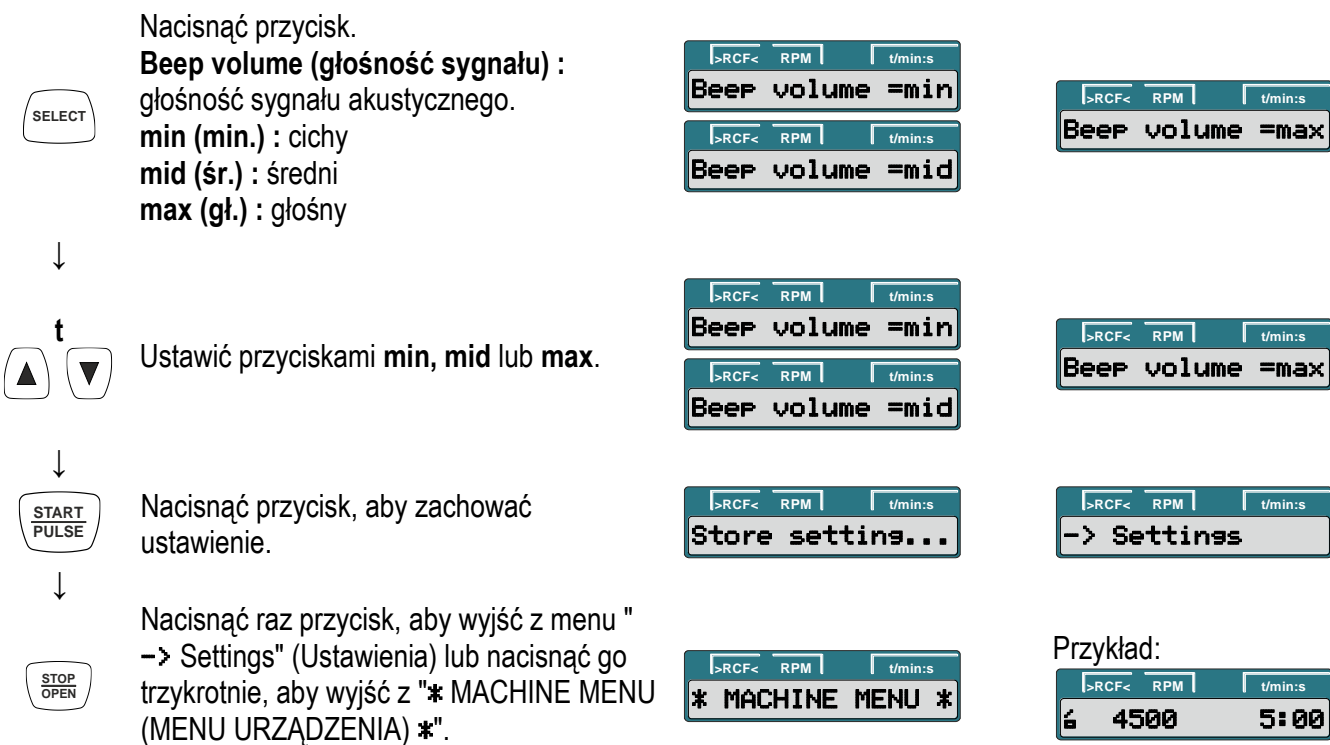 SELECT
Nacisnąć przycisk.
Beep volume (głośność sygnału) :
głośność sygnału akustycznego.
min (min.) : cichy
mid (śr.) : średni
max (gł.) : głośny
>RCF< RPM t/min:s
Beep volume =min
>RCF< RPM t/min:s
Beep volume =mid
>RCF< RPM t/min:s
Beep volume =max
↓
t
▲ ▼
Ustawić przyciskami min, mid lub max.
>RCF< RPM t/min:s
Beep volume =min
>RCF< RPM t/min:s
Beep volume =mid
>RCF< RPM t/min:s
Beep volume =max
↓
START
PULSE
Nacisnąć przycisk, aby zachować
ustawienie.
>RCF< RPM t/min:s
Store setting...
>RCF< RPM t/min:s
-> Settings
↓
STOP
OPEN
Nacisnąć raz przycisk, aby wyjść z menu "
-> Settings" (Ustawienia) lub nacisnąć go
trzykrotnie, aby wyjść z "* MACHINE MENU
(MENU URZĄDZENIA) *".
>RCF< RPM t/min:s
* MACHINE MENU *
Przykład:
>RCF< RPM t/min:s
4500 5:00